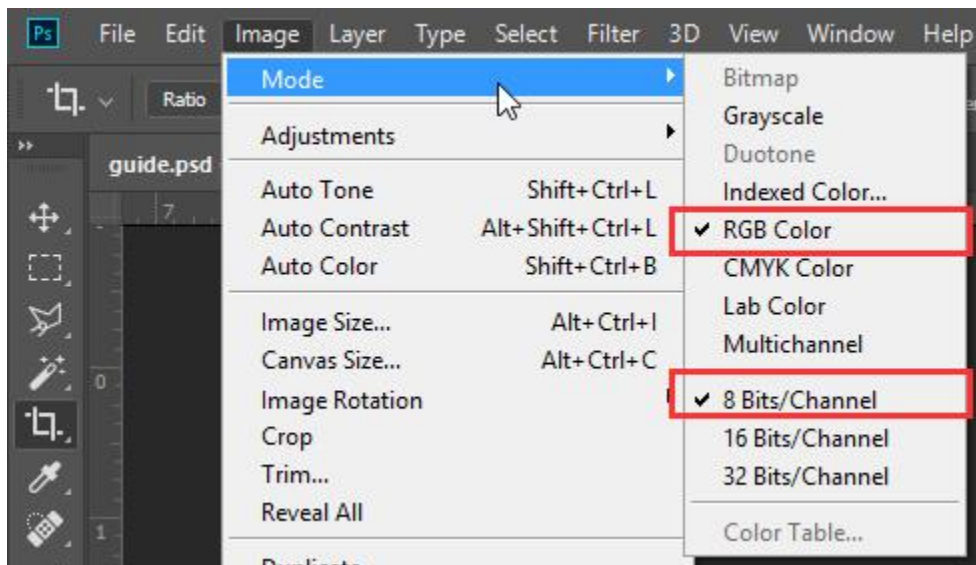 Ps File Edit Image Layer Type Select Filter 3D View Window Help
Ratio
guide.psd
7
0
1
Mode
Adjustments
Auto Tone Shift+Ctrl+L
Auto Contrast Alt+Shift+Ctrl+L
Auto Color Shift+Ctrl+B
Image Size... Alt+Ctrl+I
Canvas Size... Alt+Ctrl+C
Image Rotation
Crop
Trim...
Reveal All
Bitmap
Grayscale
Duotone
Indexed Color...
RGB Color
CMYK Color
Lab Color
Multichannel
8 Bits/Channel
16 Bits/Channel
32 Bits/Channel
Color Table...